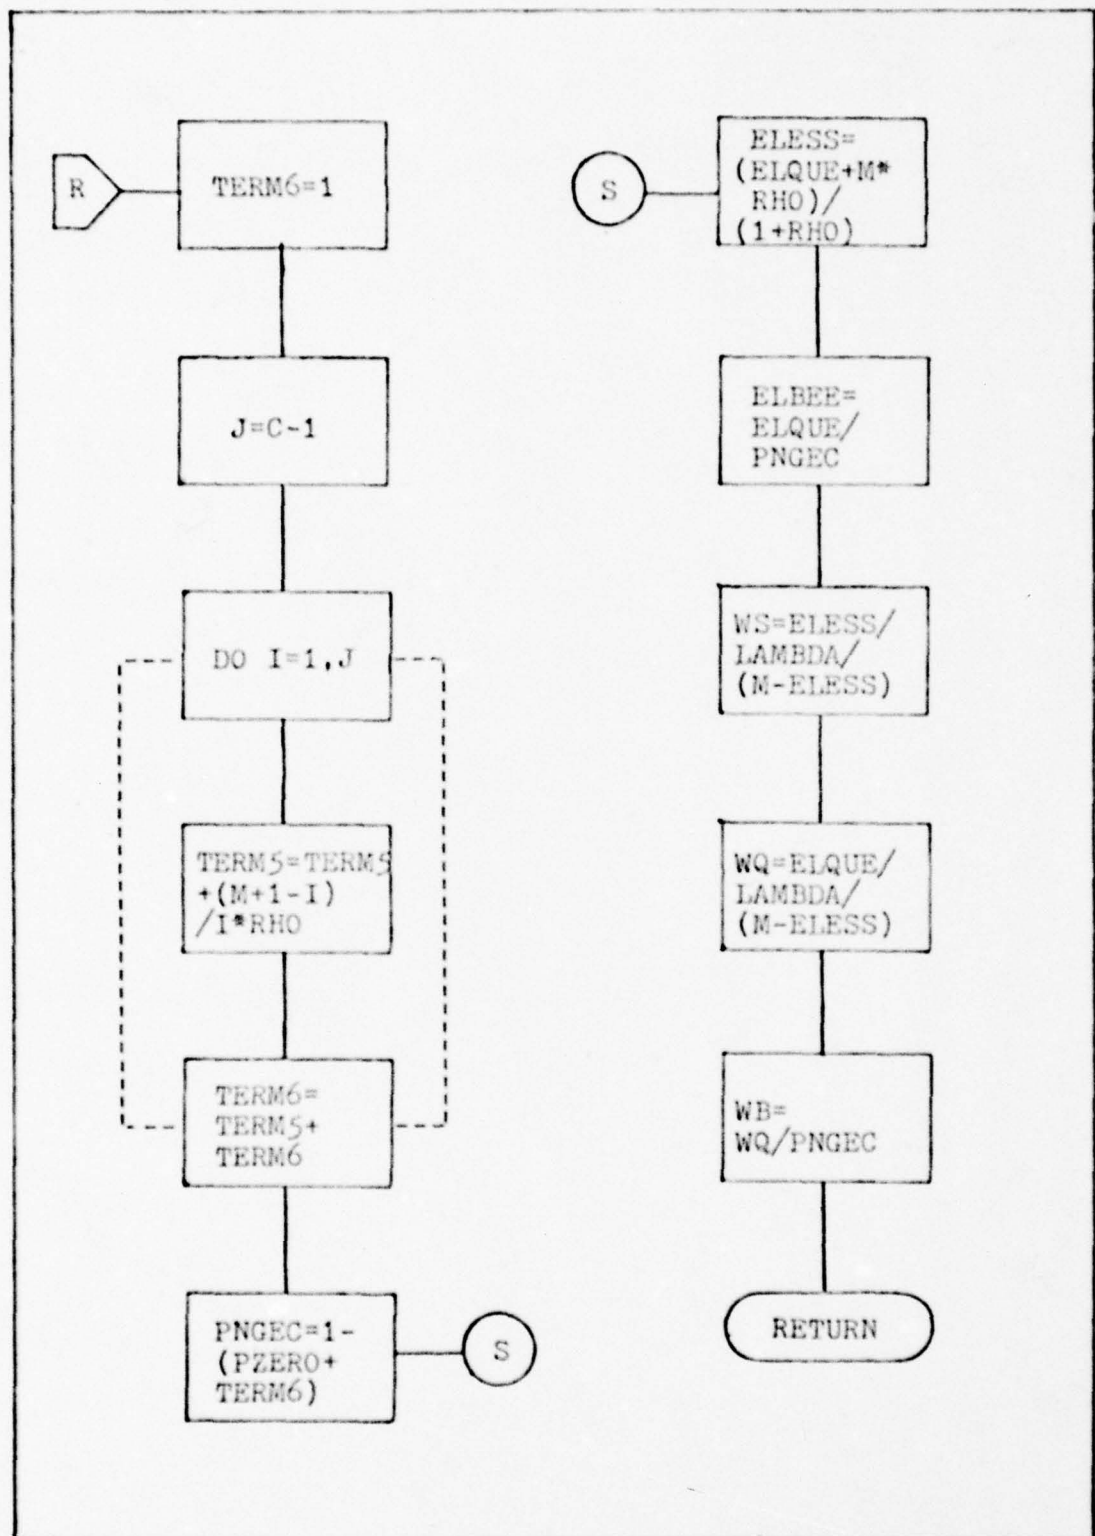 R
TERM6=1
J=C-1
DO I=1,J
TERM5=TERM5
+(M+1-I)
/I*RHO
TERM6=
TERM5+
TERM6
PNGEC=1-
(PZERO+
TERM6)
S
S
ELESS=
(ELQUE+M*
RHO)/
(1+RHO)
ELBEE=
ELQUE/
PNGEC
WS=ELESS/
LAMBDA/
(M-ELESS)
WQ=ELQUE/
LAMBDA/
(M-ELESS)
WB=
WQ/PNGEC
RETURN